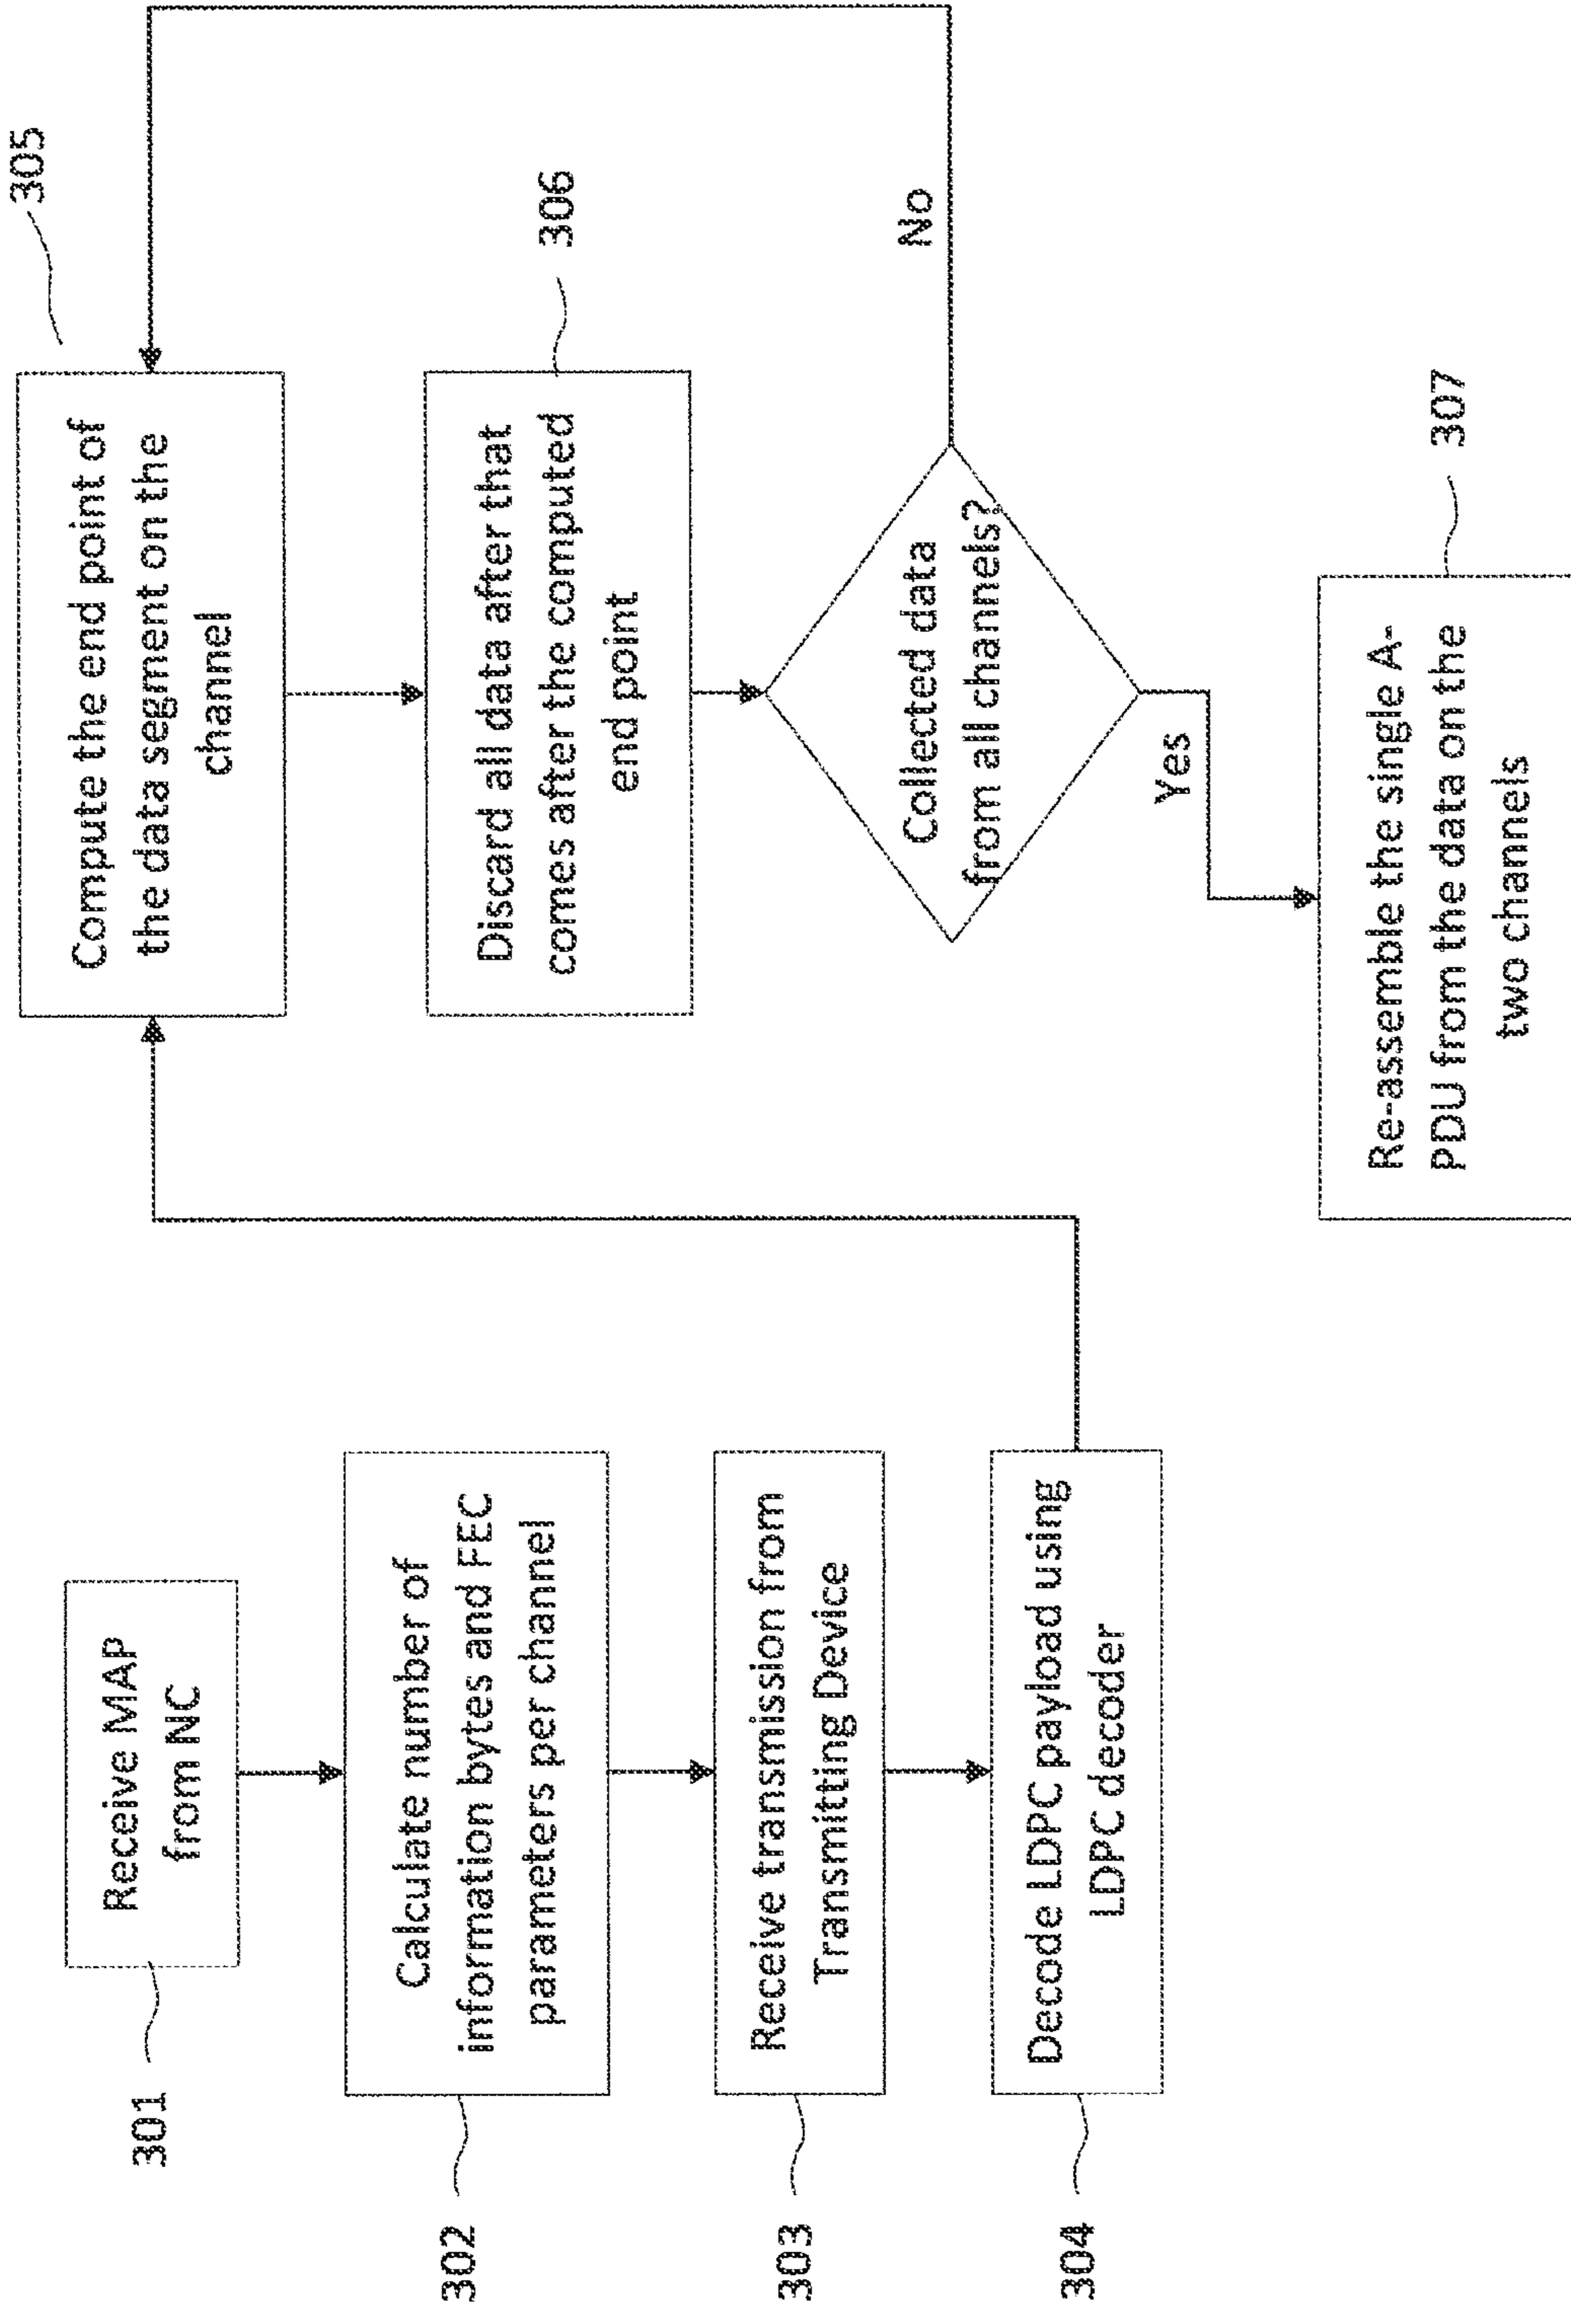 301
Receive MAP
from NC
302
Calculate number of
information bytes and FEC
parameters per channel
303
Receive transmission from
Transmitting Device
304
Decode LDPC payload using
LDPC decoder
305
Compute the end point of
the data segment on the
channel
306
Discard all data after that
comes after the computed
end point
Collected data
from all channels?
No
Yes
307
Re-assemble the single A-
PDU from the data on the
two channels